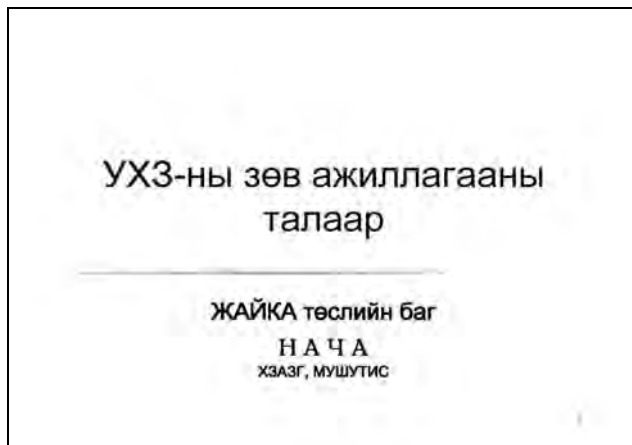 УХЗ-ны зөв ажиллагааны
талаар
ЖАЙКА төслийн баг
НАЧА
ХЗАЗГ, МУШУТИС